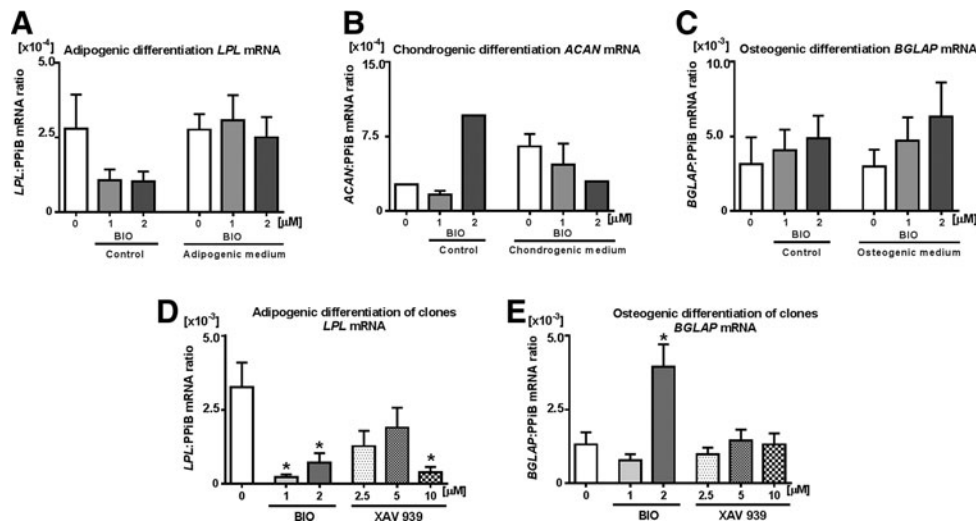 A
[x10⁻⁴] Adipogenic differentiation LPL mRNA
LPL:PPiB mRNA ratio
5.0
2.5
0
0 1 2 0 1 2 [μM]
BIO BIO
Control Adipogenic medium
B
[x10⁻⁴]
Chondrogenic differentiation ACAN mRNA
ACAN:PPiB mRNA ratio
15.0
7.5
0
0 1 2 0 1 2 [μM]
BIO BIO
Control Chondrogenic medium
C
[x10⁻³]
Osteogenic differentiation BGLAP mRNA
BGLAP:PPiB mRNA ratio
10.0
5.0
0
0 1 2 0 1 2 [μM]
BIO BIO
Control Osteogenic medium
D
[x10⁻³]
Adipogenic differentiation of clones
LPL mRNA
LPL:PPiB mRNA ratio
5.0
2.5
0
* * *
0 1 2 2.5 5 10 [μM]
BIO XAV 939
E
[x10⁻³]
Osteogenic differentiation of clones
BGLAP mRNA
BGLAP:PPiB mRNA ratio
5.0
2.5
0
*
0 1 2 2.5 5 10 [μM]
BIO XAV 939